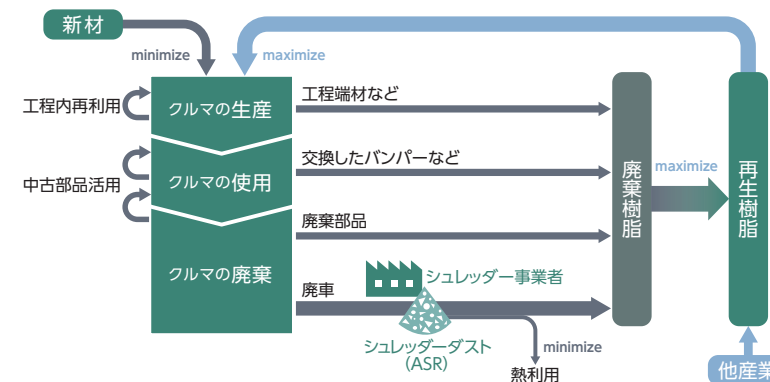 新材
minimize
maximize
工程内再利用
クルマの生産
工程端材など
中古部品活用
クルマの使用
交換したバンパーなど
廃棄樹脂
maximize
再生樹脂
廃棄部品
クルマの廃棄
シュレッダー事業者
廃車
シュレッダーダスト
(ASR)
minimize
熱利用
他産業